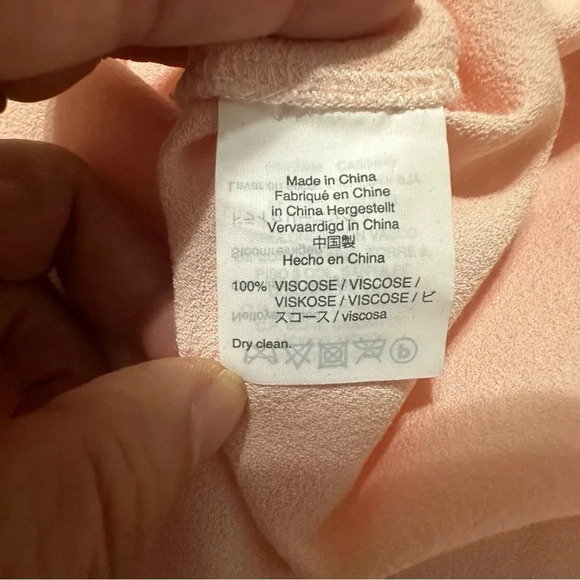 Made in China
Fabriqué en Chine
in China Hergestellt
Vervaardigd in China
中国製
Hecho en China
100% VISCOSE / VISCOSE /
VISKOSE / VISCOSE / ビ
スコース / viscosa
Dry clean.